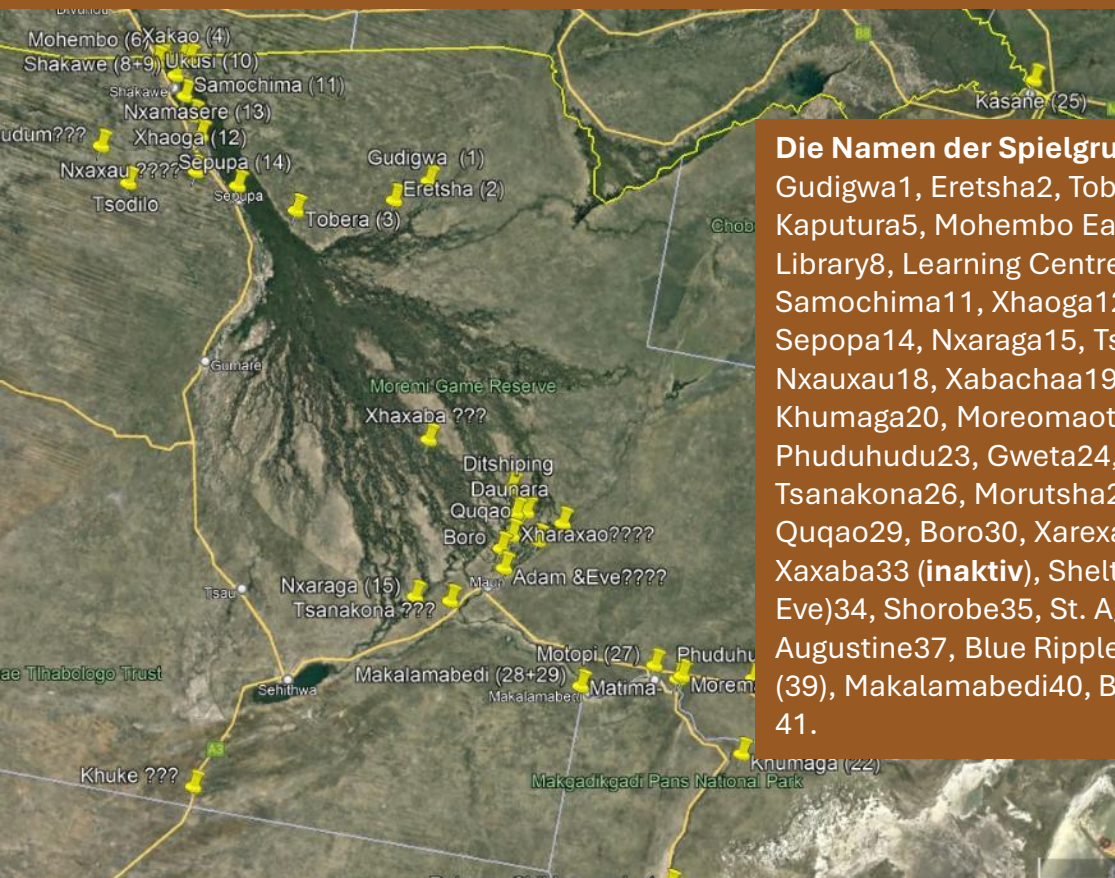 Mohembo (6) Xakao (4)
Shakawe (8+9) Ukusi (10)
Shakawe
Samochima (11)
Nxamasere (13)
udum???
Xhaoga (12)
Nxaxau ????
Sepupa (14)
Tsodilo
Sepupa
Gudigwa (1)
Eretsha (2)
Tobera (3)
B8
Kasane (25)
Chob
Gumare
Moremi Game Reserve
Xhaxaba ???
Ditshiping
Daunara
Quqao
Boro
Xharaxao????
Adam &Eve????
Maun
Nxaraga (15)
Tsanakona ???
Tsau
ae Tlhabologo Trust
Sehithwa
Makalamabedi (28+29)
Makalamabedi
Motopi (27)
Phuduhu
Matima
Morem
A3
Khuke ???
Khumaga (22)
Makgadikgadi Pans National Park
Die Namen der Spielgru
Gudigwa1, Eretsha2, Tob
Kaputura5, Mohembo Ea
Library8, Learning Centre
Samochima11, Xhaoga12
Sepopa14, Nxaraga15, Ts
Nxauxau18, Xabachaa19
Khumaga20, Moreomaot
Phuduhudu23, Gweta24,
Tsanakona26, Morutsha2
Quqao29, Boro30, Xarexa
Xaxaba33 (inaktiv), Shelt
Eve)34, Shorobe35, St. A
Augustine37, Blue Ripple
(39), Makalamabedi40, B
41.